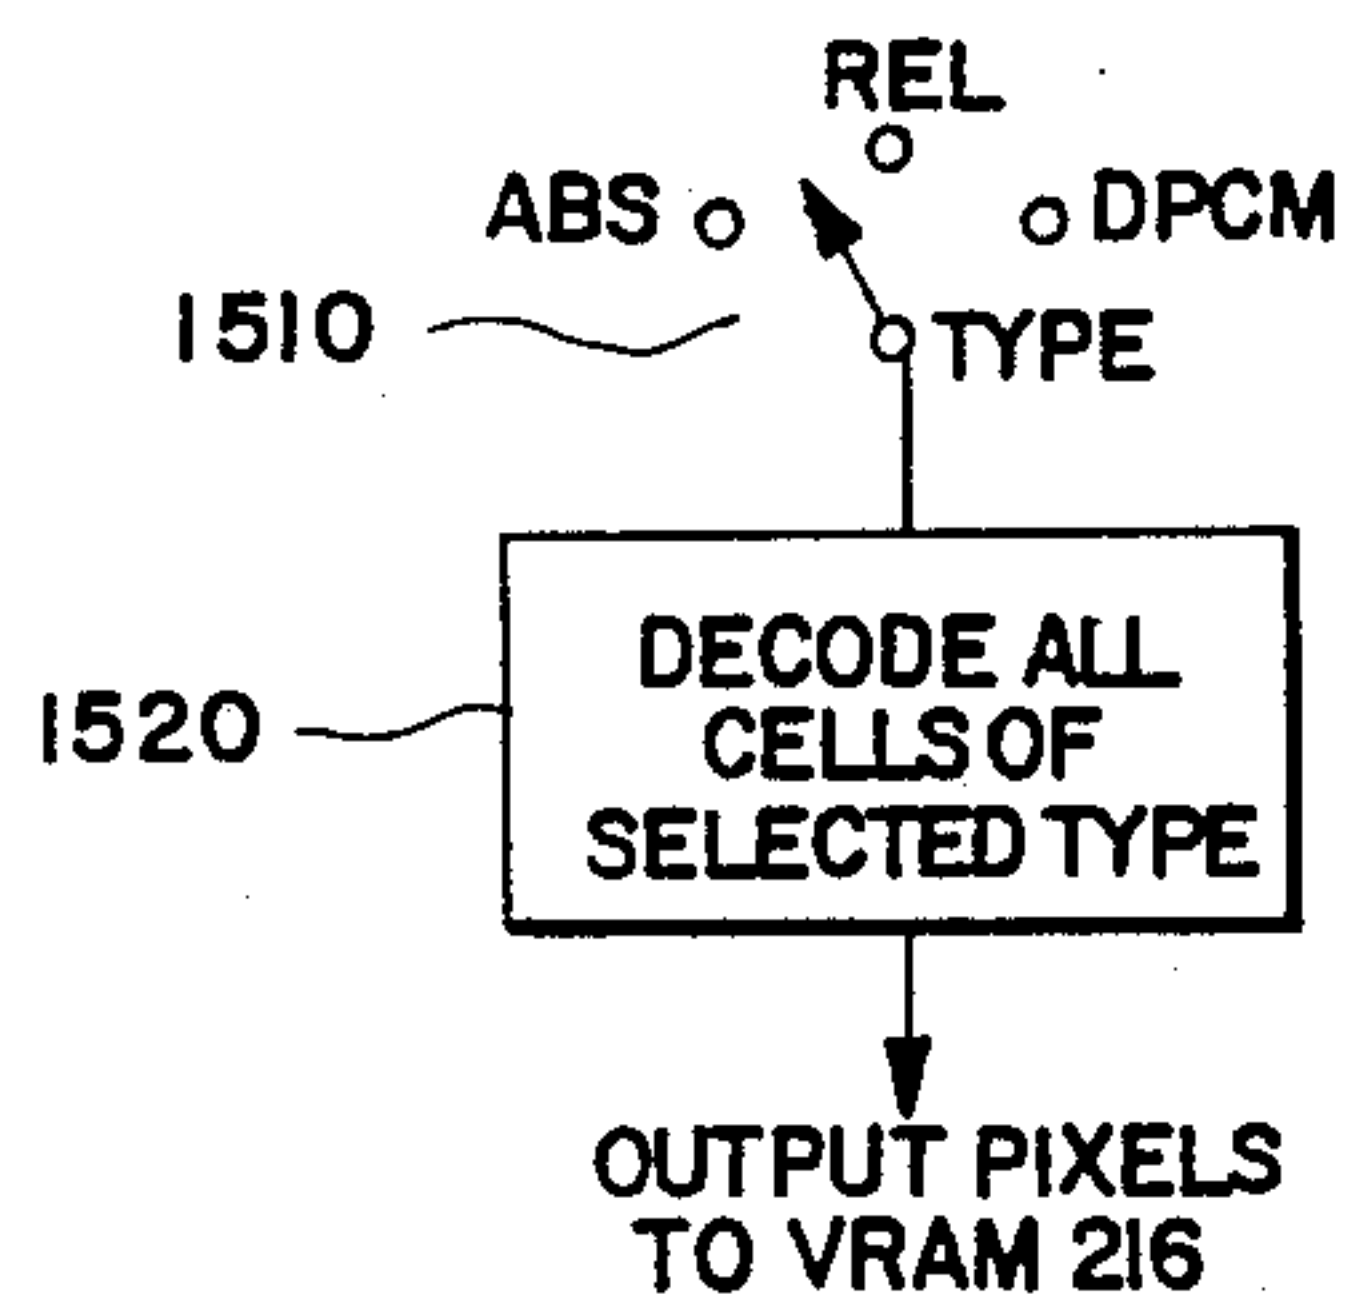 REL
ABS
DPCM
1510
TYPE
DECODE ALL
CELLS OF
SELECTED TYPE
1520
OUTPUT PIXELS
TO VRAM 216